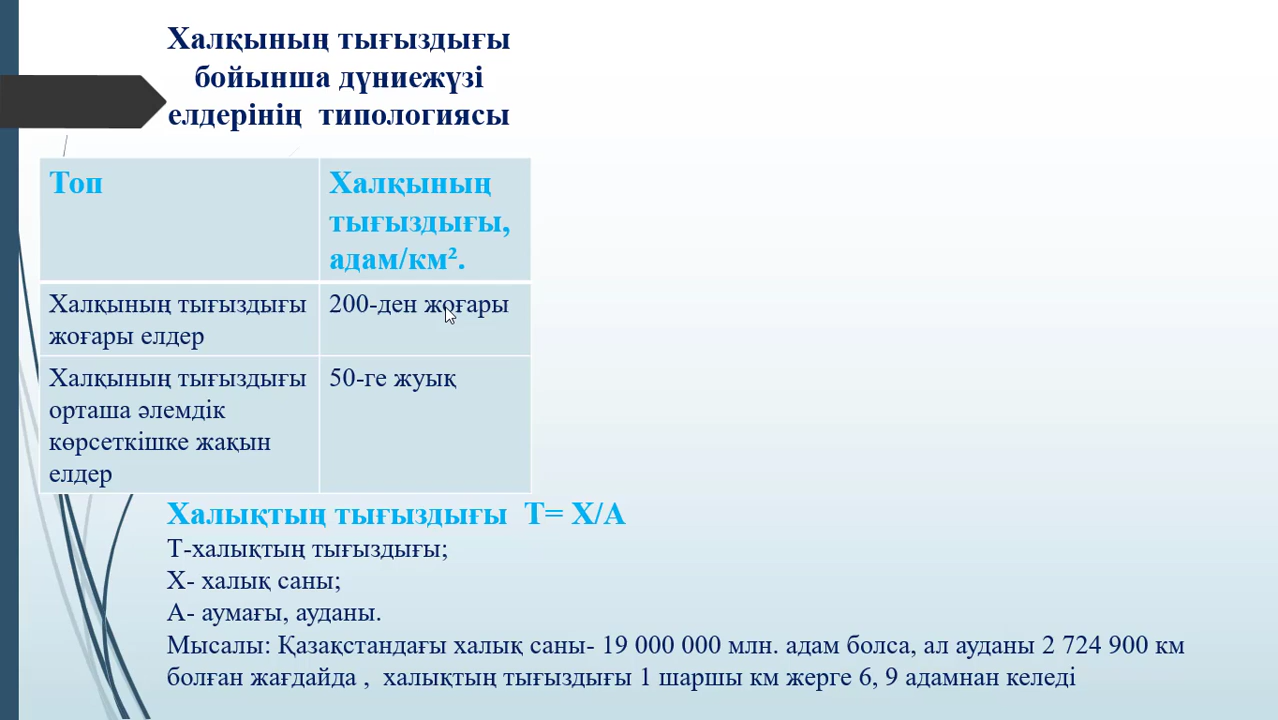 Халқының тығыздығы
бойынша дүниежүзі
елдерінің типологиясы
Топ
Халқының
тығыздығы,
адам/км².
Халқының тығыздығы
жоғары елдер
200-ден жоғары
Халқының тығыздығы
орташа әлемдік
көрсеткішке жақын
елдер
50-ге жуық
Халықтың тығыздығы Т= Х/А
Т-халықтың тығыздығы;
Х- халық саны;
А- аумағы, ауданы.
Мысалы: Қазақстандағы халық саны- 19 000 000 млн. адам болса, ал ауданы 2 724 900 км
болған жағдайда , халықтың тығыздығы 1 шаршы км жерге 6, 9 адамнан келеді